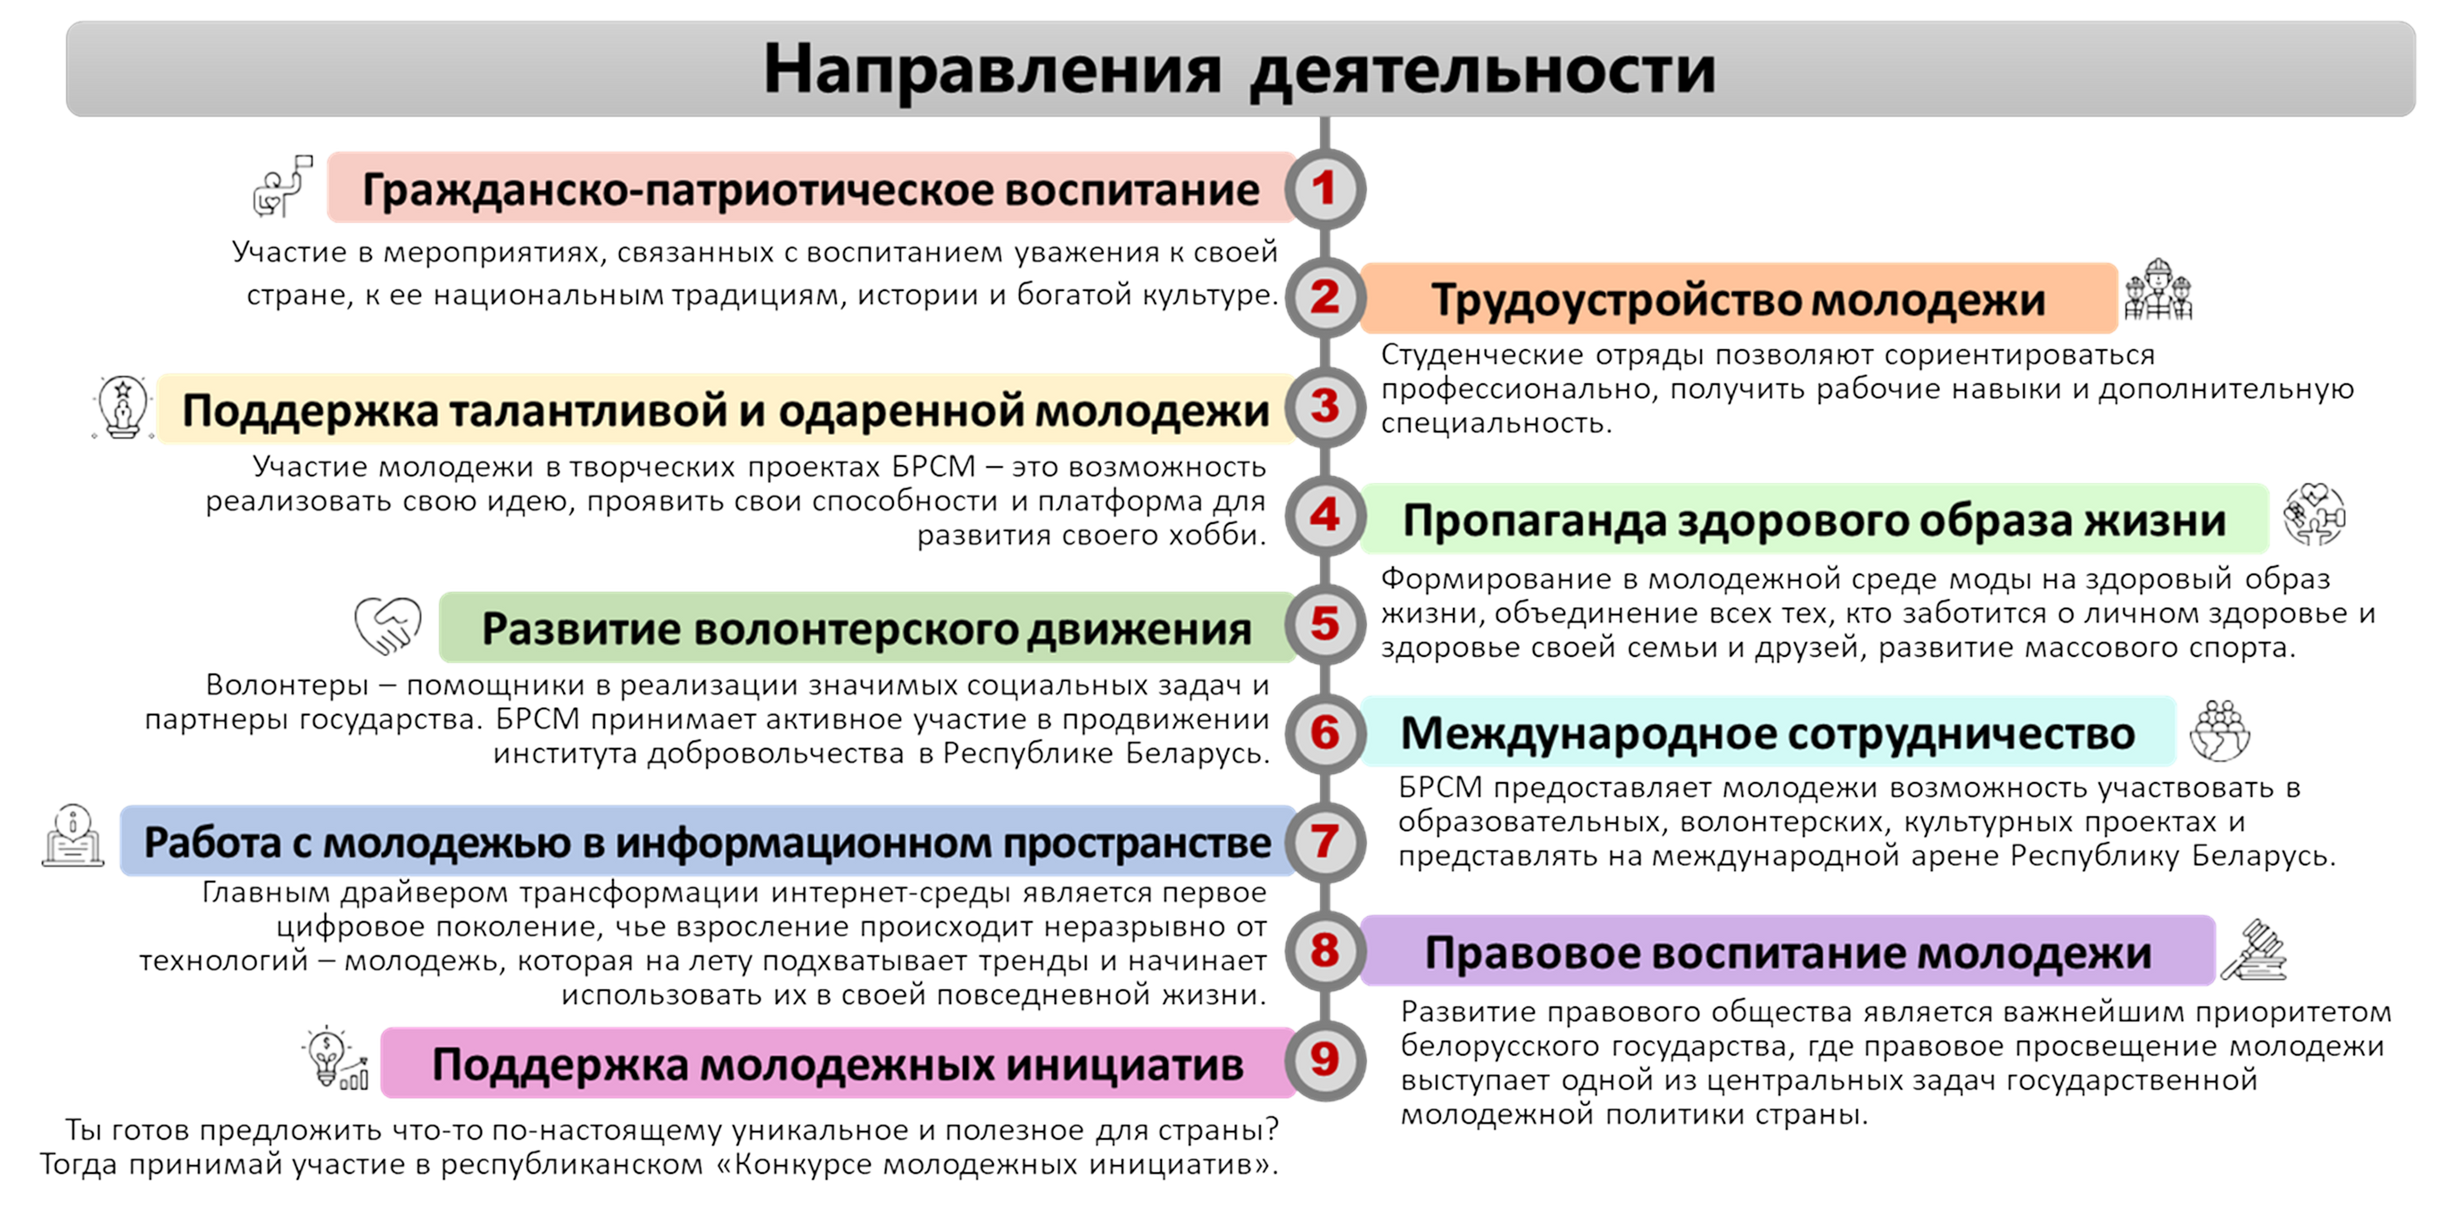 Направления деятельности
1
Гражданско-патриотическое воспитание
Участие в мероприятиях, связанных с воспитанием уважения к своей
стране, к ее национальным традициям, истории и богатой культуре.
2
Трудоустройство молодежи
Студенческие отряды позволяют сориентироваться
профессионально, получить рабочие навыки и дополнительную
специальность.
3
Поддержка талантливой и одаренной молодежи
Участие молодежи в творческих проектах БРСМ – это возможность
реализовать свою идею, проявить свои способности и платформа для
развития своего хобби.
4
Пропаганда здорового образа жизни
Формирование в молодежной среде моды на здоровый образ
жизни, объединение всех тех, кто заботится о личном здоровье и
здоровье своей семьи и друзей, развитие массового спорта.
5
Развитие волонтерского движения
Волонтеры – помощники в реализации значимых социальных задач и
партнеры государства. БРСМ принимает активное участие в продвижении
института добровольчества в Республике Беларусь.
6
Международное сотрудничество
БРСМ предоставляет молодежи возможность участвовать в
образовательных, волонтерских, культурных проектах и
представлять на международной арене Республику Беларусь.
7
Работа с молодежью в информационном пространстве
Главным драйвером трансформации интернет-среды является первое
цифровое поколение, чье взросление происходит неразрывно от
технологий – молодежь, которая на лету подхватывает тренды и начинает
использовать их в своей повседневной жизни.
8
Правовое воспитание молодежи
Развитие правового общества является важнейшим приоритетом
белорусского государства, где правовое просвещение молодежи
выступает одной из центральных задач государственной
молодежной политики страны.
9
Поддержка молодежных инициатив
Ты готов предложить что-то по-настоящему уникальное и полезное для страны?
Тогда принимай участие в республиканском «Конкурсе молодежных инициатив».